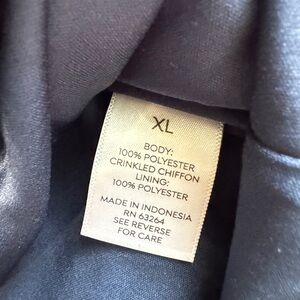 XL
BODY:
100% POLYESTER
CRINKLED CHIFFON
LINING:
100% POLYESTER
MADE IN INDONESIA
RN 63264
SEE REVERSE
FOR CARE